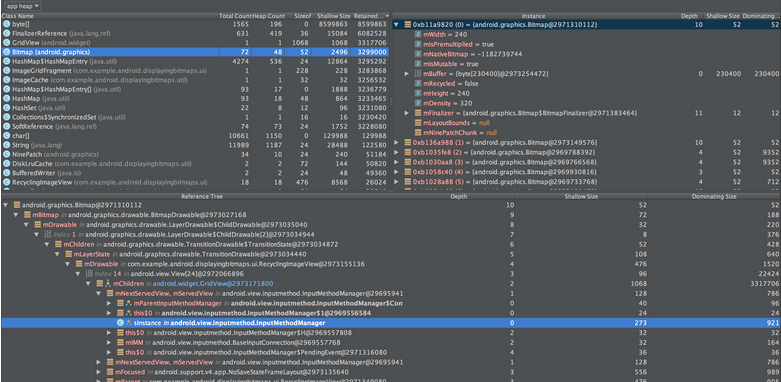 app heap
Class Name Total Count Heap Count Sizeof Shallow Size Retained...
byte[] 1565 196 0 8599863 8599863
FinalizerReference (java.lang.ref) 631 419 36 15084 6082528
GridView (android.widget) 1 1 1068 1068 3317706
Bitmap (android.graphics) 72 48 52 2496 3299000
HashMap$HashMapEntry (java.util) 4274 536 24 12864 3295292
ImageGridFragment (com.example.android.displayingbitmaps.ui) 1 1 228 228 3283868
ImageCache (com.example.android.displayingbitmaps.util) 1 1 32 32 3256532
HashMap$HashMapEntry[] (java.util) 93 17 0 1888 3236779
HashMap (java.util) 93 18 48 864 3233465
HashSet (java.util) 22 8 12 96 3231080
Collections$SynchronizedSet (java.util) 1 1 16 16 3230420
SoftReference (java.lang.ref) 74 73 24 1752 3228080
char[] 10661 1150 0 129988 129988
String (java.lang) 11989 1187 24 28488 122580
NinePatch (android.graphics) 34 10 24 240 51184
DiskLruCache (com.example.android.displayingbitmaps.util) 2 2 72 144 50820
BufferedWriter (java.io) 2 2 24 48 49360
RecyclingImageView (com.example.android.displayingbitmaps.ui) 18 18 476 8568 26024
Instance Depth Shallow Size Dominating...
0xb11a9820 (0) = {android.graphics.Bitmap@2971310112} 10 52 52
mWidth = 240
mIsPremultiplied = true
mNativeBitmap = -1182739744
mIsMutable = true
mBuffer = {byte[230400]@2973254472} 0 230400 230400
mRecycled = false
mHeight = 240
mDensity = 320
mFinalizer = {android.graphics.Bitmap$BitmapFinalizer@2971383464} 11 12 12
mLayoutBounds = null
mNinePatchChunk = null
0xb136a988 (1) = {android.graphics.Bitmap@2973149576} 10 52 52
0xb1035fe8 (2) = {android.graphics.Bitmap@2969788392} 4 52 9352
0xb1030aa8 (3) = {android.graphics.Bitmap@2969766568} 4 52 9352
0xb1058c40 (4) = {android.graphics.Bitmap@2969930816} 4 52 9352
0xb1028a88 (5) = {android.graphics.Bitmap@2969733768} 4 52 712
Reference Tree Depth Shallow Size Dominating Size
android.graphics.Bitmap@2971310112 10 52 52
mBitmap in android.graphics.drawable.BitmapDrawable@2973027168 9 72 188
mDrawable in android.graphics.drawable.LayerDrawable$ChildDrawable@2973035040 8 32 220
Index 1 in android.graphics.drawable.LayerDrawable$ChildDrawable[2]@2973034944 7 8 376
mChildren in android.graphics.drawable.TransitionDrawable$TransitionState@2973034872 6 52 428
mLayerState in android.graphics.drawable.TransitionDrawable@2973034440 5 108 640
mDrawable in com.example.android.displayingbitmaps.ui.RecyclingImageView@2973155136 4 476 1520
Index 14 in android.view.View[24]@2972066896 3 96 22424
mChildren in android.widget.GridView@2973171800 2 1068 3317706
mNextServedView, mServedView in android.view.inputmethod.InputMethodManager@29695941 1 128 786
mParentInputMethodManager in android.view.inputmethod.InputMethodManager$Con 0 40 96
this$0 in android.view.inputmethod.InputMethodManager$1@2969556584 0 24 24
sInstance in android.view.inputmethod.InputMethodManager 0 273 921
this$0 in android.view.inputmethod.InputMethodManager$H@2969557808 2 32 32
mIMM in android.view.inputmethod.BaseInputConnection@2969557768 2 32 164
this$0 in android.view.inputmethod.InputMethodManager$PendingEvent@2971316080 4 36 36
mNextServedView, mServedView in android.view.inputmethod.InputMethodManager@29695941 1 128 786
mFocused in android.support.v4.app.NoSaveStateFrameLayout@2973135640 3 556 989